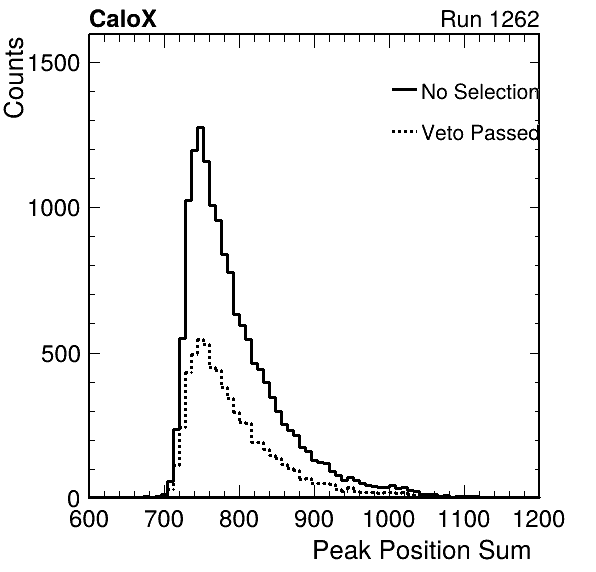 CaloX Run 1262
Counts
1500
1000
500
0
No Selection
Veto Passed
600 700 800 900 1000 1100 1200
Peak Position Sum